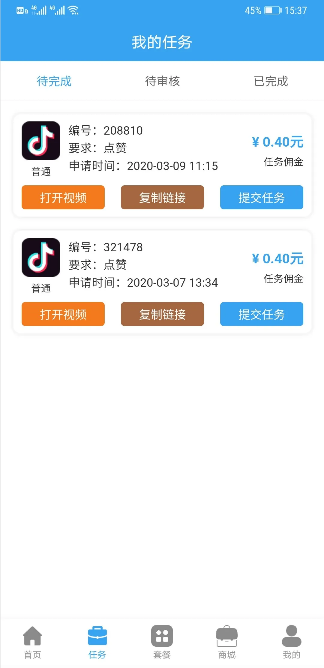 45% 15:37
我的任务
待完成 待审核 已完成
编号：208810
要求：点赞
申请时间：2020-03-09 11:15
¥ 0.40元
任务佣金
普通
打开视频 复制链接 提交任务
编号：321478
要求：点赞
申请时间：2020-03-07 13:34
¥ 0.40元
任务佣金
普通
打开视频 复制链接 提交任务
首页 任务 套餐 商城 我的